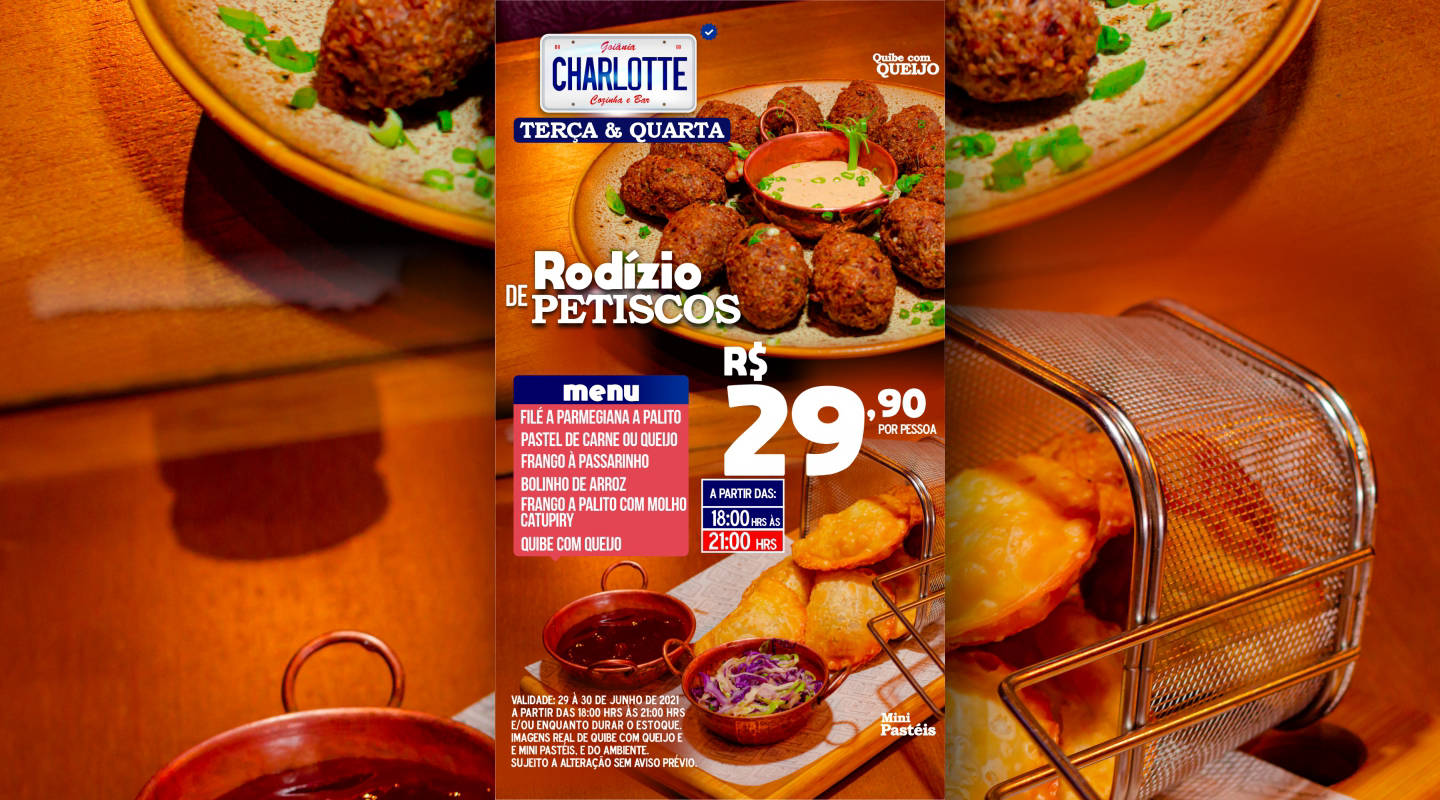 Goiânia
CHARLOTTE
Cozinha e Bar
TERÇA & QUARTA
Quibe com
QUEIJO
Rodízio
DE PETISCOS
R$
29,90
POR PESSOA
menu
FILÉ A PARMEGIANA A PALITO
PASTEL DE CARNE OU QUEIJO
FRANGO À PASSARINHO
BOLINHO DE ARROZ
FRANGO A PALITO COM MOLHO
CATUPIRY
QUIBE COM QUEIJO
A PARTIR DAS:
18:00 HRS ÀS
21:00 HRS
VALIDADE: 29 À 30 DE JUNHO DE 2021
A PARTIR DAS 18:00 HRS ÀS 21:00 HRS
E/OU ENQUANTO DURAR O ESTOQUE.
IMAGENS REAL DE QUIBE COM QUEIJO E
E MINI PASTÉIS, E DO AMBIENTE.
SUJEITO A ALTERAÇÃO SEM AVISO PRÉVIO.
Mini
Pastéis